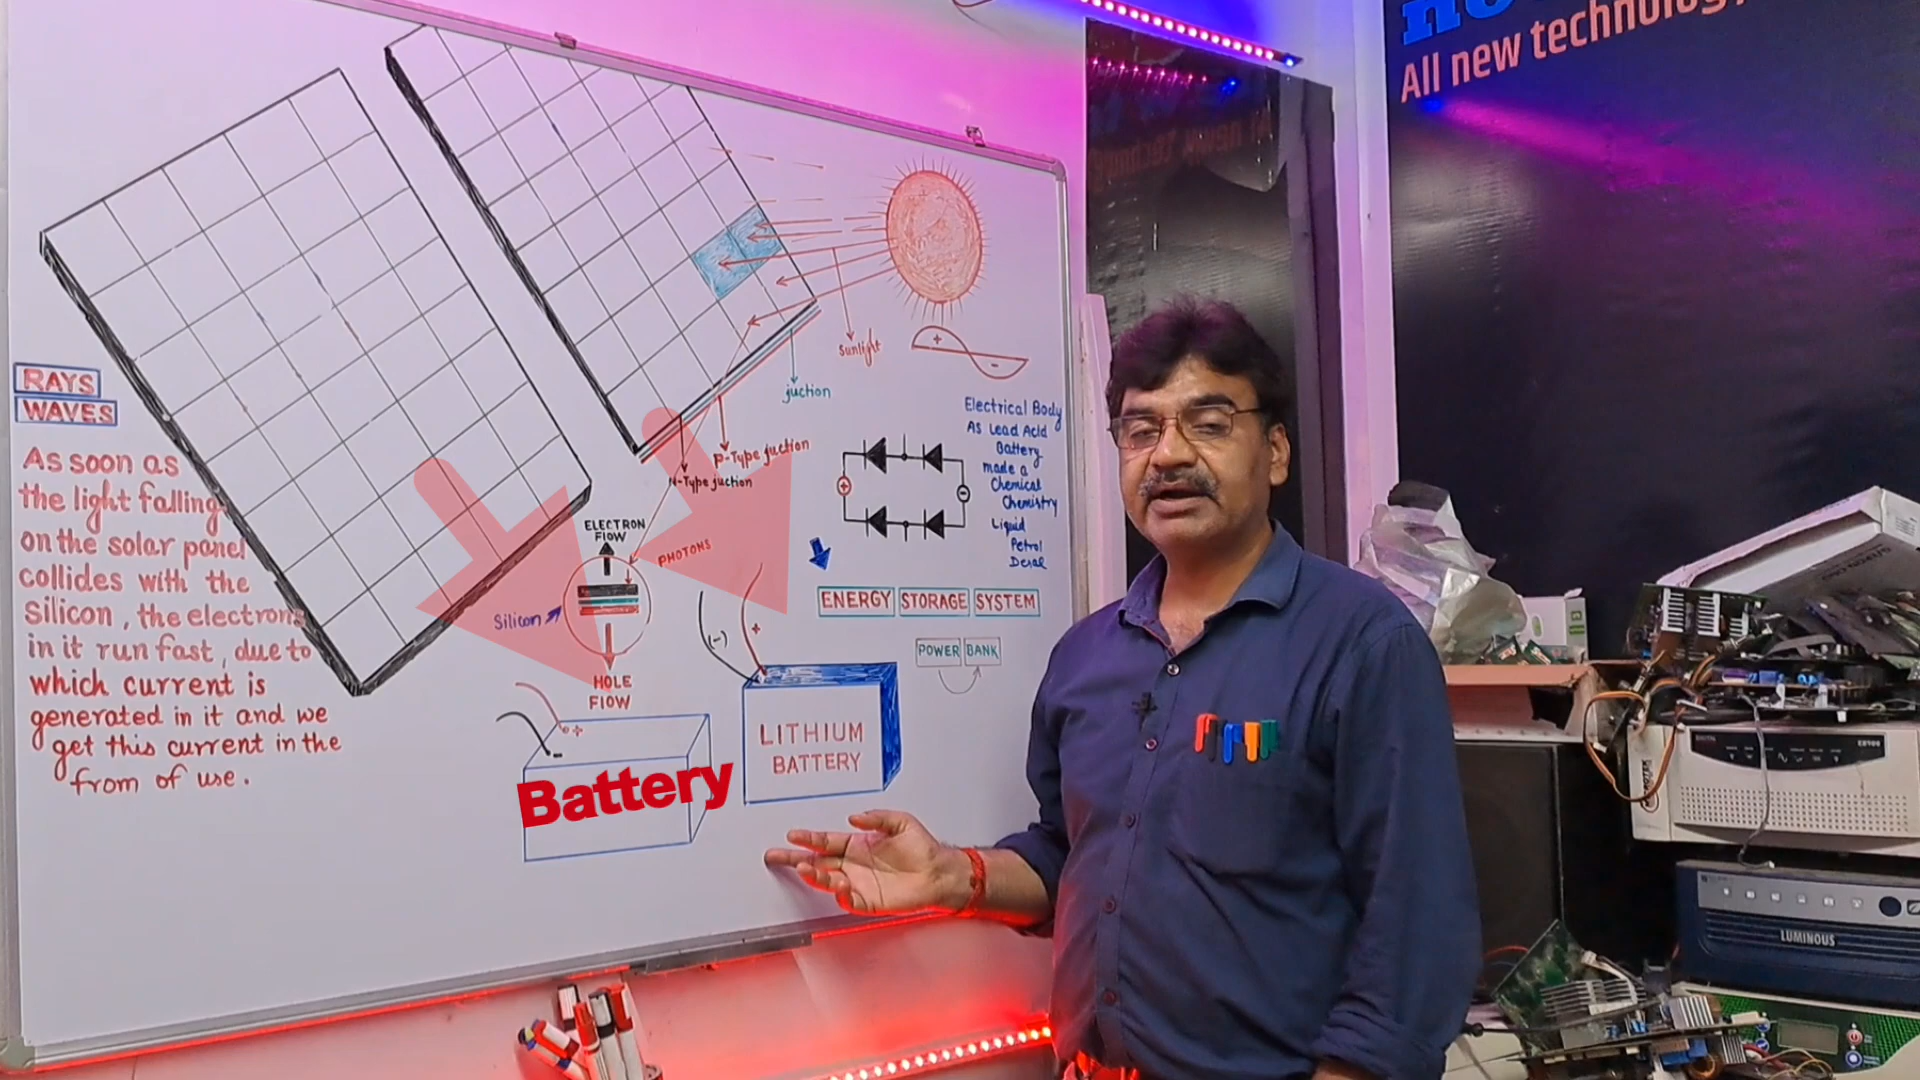 All new technology
RAYS
WAVES
As soon as
the light falling
on the solar panel
collides with the
Silicon, the electrons
in it run fast, due to
which current is
generated in it and we
get this current in the
from of use.
Sunlight
juction
P-Type juction
N-Type juction
ELECTRON
FLOW
PHOTONS
Silicon
HOLE
FLOW
+
-
Battery
(-)
+
LITHIUM
BATTERY
+
-
+
-
Electrical Body
As Lead Acid
Battery
made a
Chemical
Chemistry
Liquid
Petrol
Desal
ENERGY STORAGE SYSTEM
POWER BANK
LUMINOUS